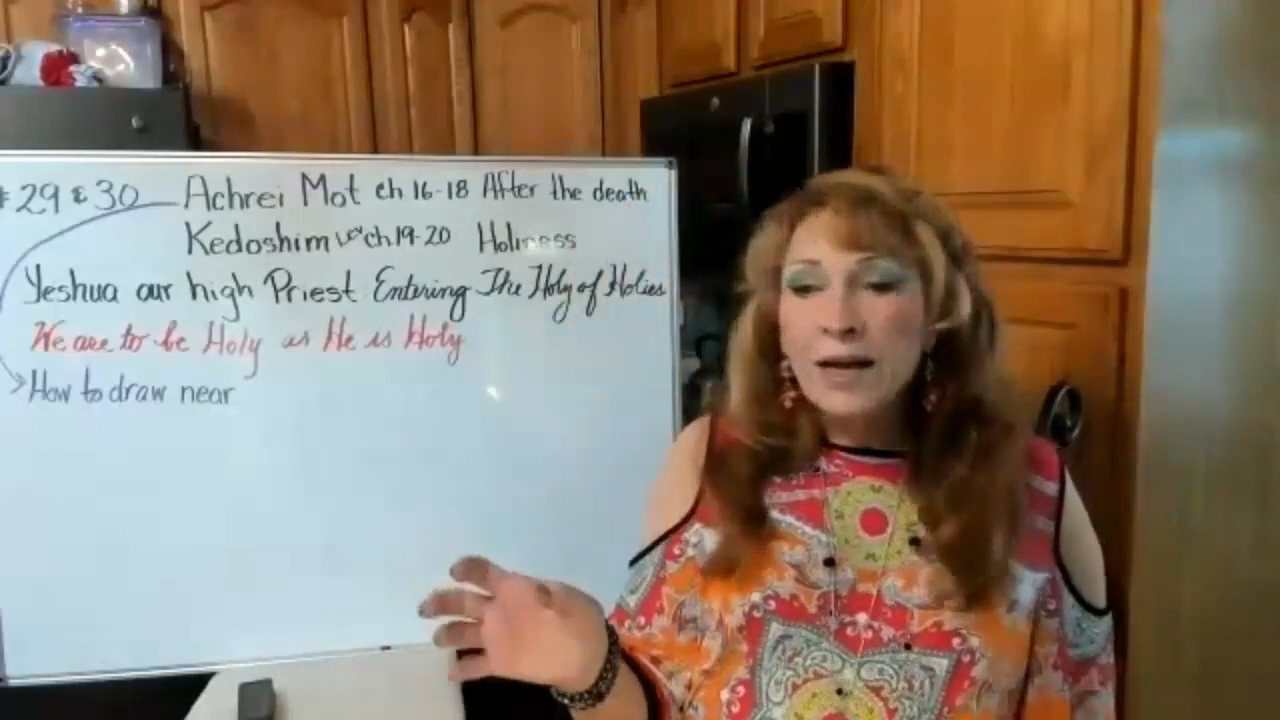 #29 & 30 Achrei Mot ch 16-18 After the death
Kedoshim Lev ch 19-20 Holiness
Yeshua our high Priest Entering The Holy of Holies
We are to be Holy as He is Holy
How to draw near